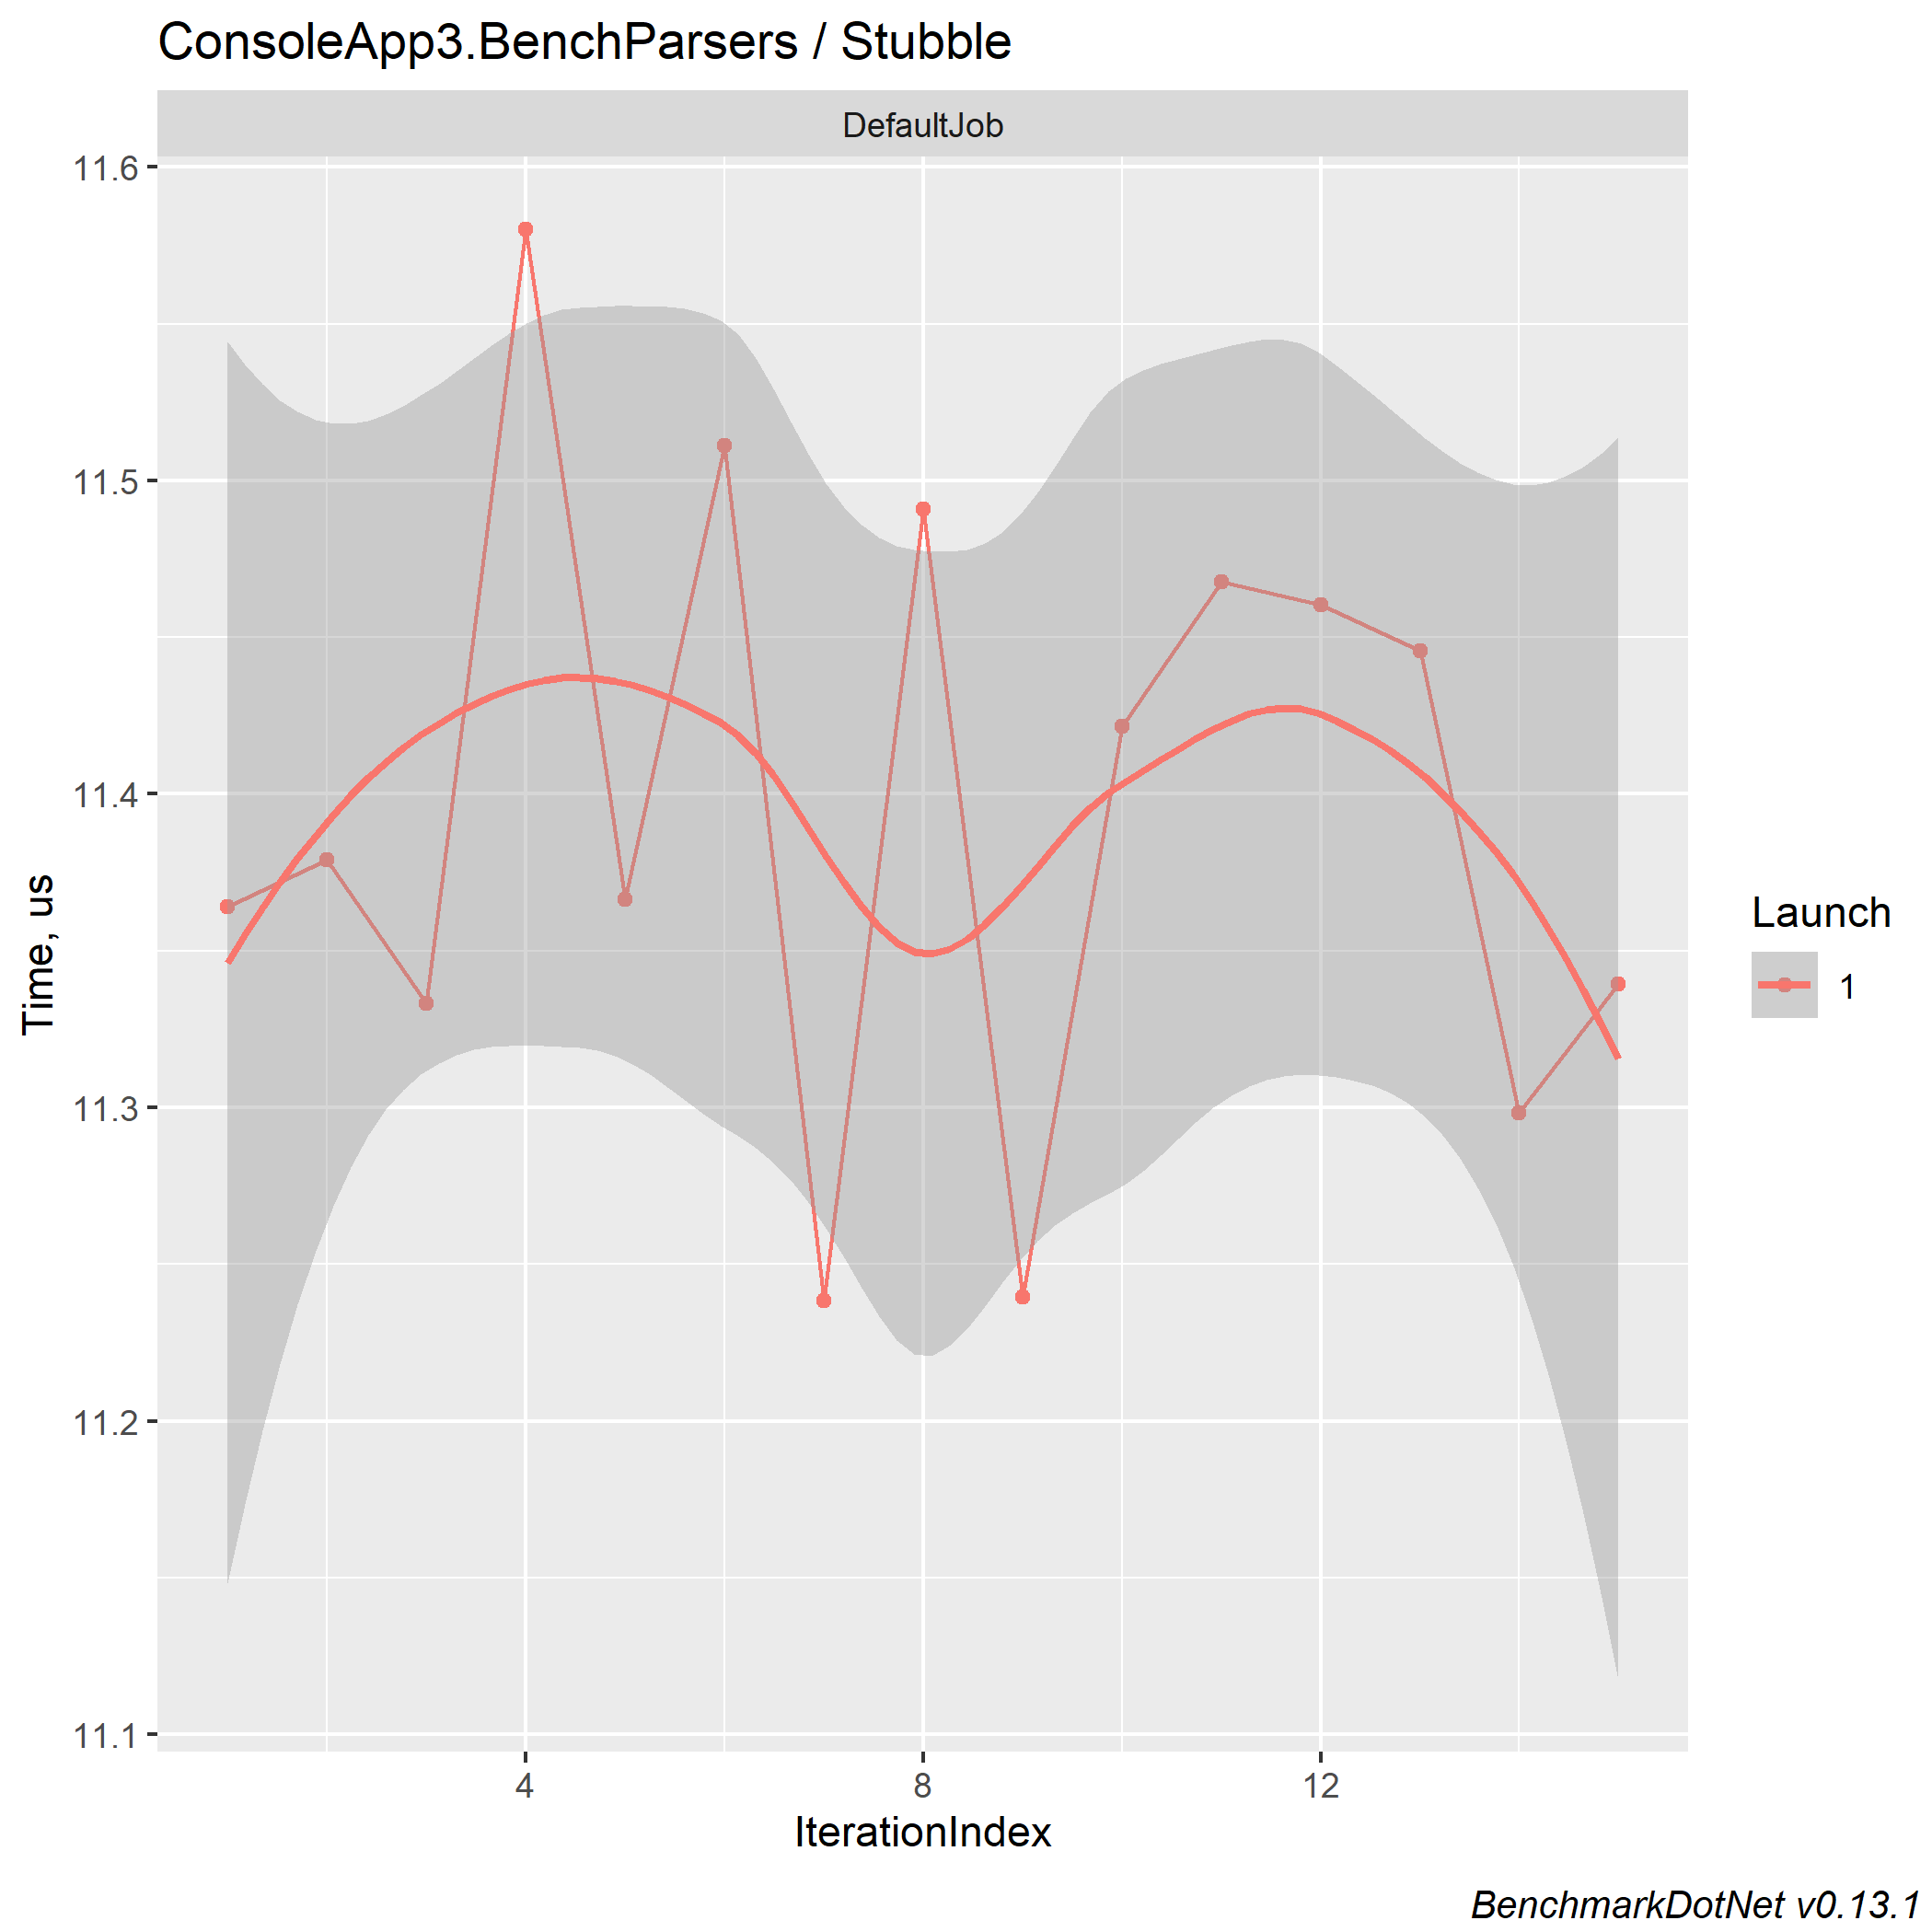 ConsoleApp3.BenchParsers / Stubble
DefaultJob
11.6
11.5
11.4
11.3
11.2
11.1
Time, us
4 8 12
IterationIndex
Launch
1
BenchmarkDotNet v0.13.1